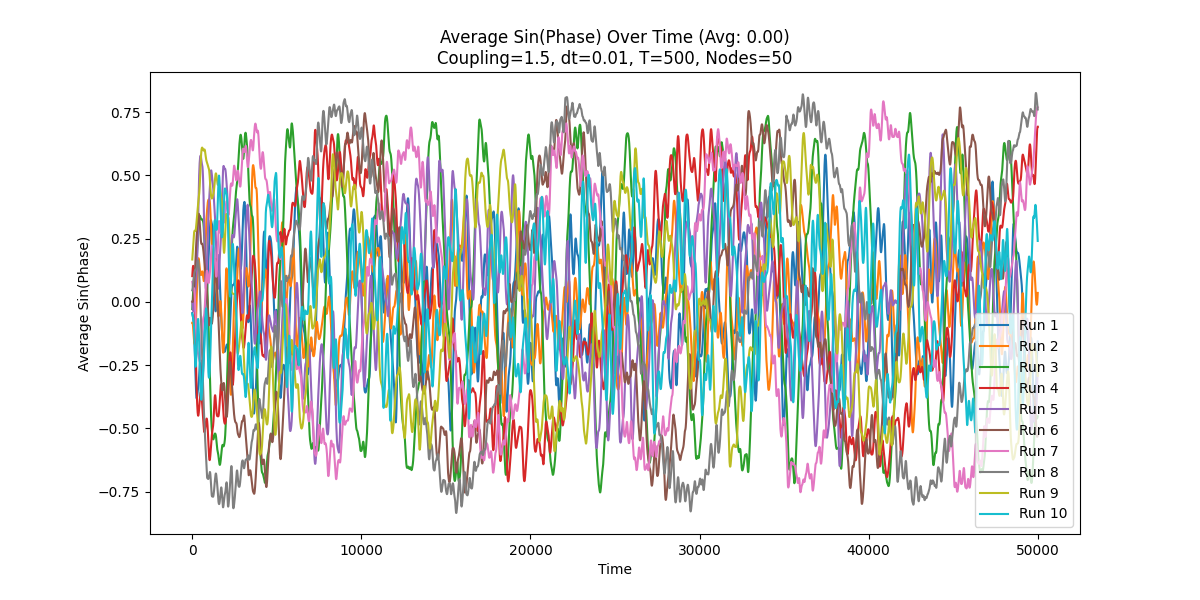 Average Sin(Phase) Over Time (Avg: 0.00)
Coupling=1.5, dt=0.01, T=500, Nodes=50
Average Sin(Phase)
0.75
0.50
0.25
0.00
−0.25
−0.50
−0.75
0
10000
20000
30000
40000
50000
Time
Run 1
Run 2
Run 3
Run 4
Run 5
Run 6
Run 7
Run 8
Run 9
Run 10